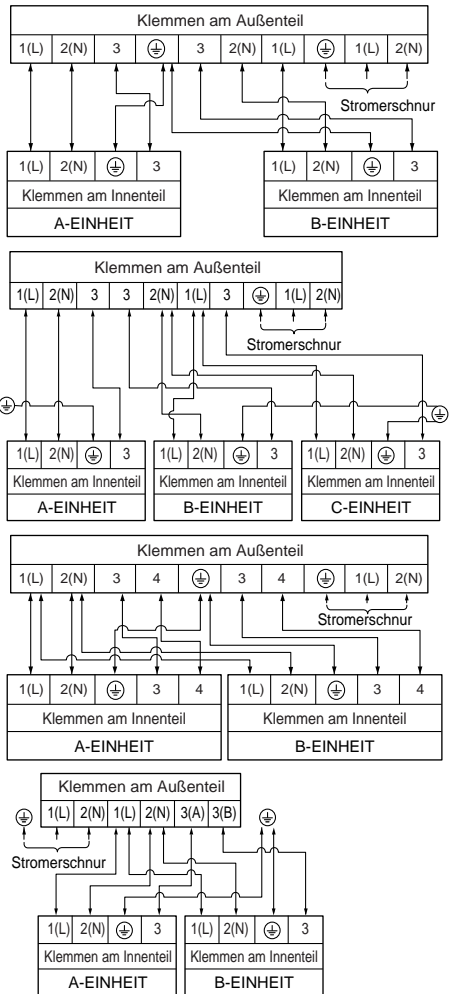 Klemmen am Außenteil
1(L) 2(N) 3 ⏚ 3 2(N) 1(L) ⏚ 1(L) 2(N)
Stromerschnur
1(L) 2(N) ⏚ 3 1(L) 2(N) ⏚ 3
Klemmen am Innenteil Klemmen am Innenteil
A-EINHEIT B-EINHEIT
Klemmen am Außenteil
1(L) 2(N) 3 3 2(N) 1(L) 3 ⏚ 1(L) 2(N)
Stromerschnur
⏚ ⏚
1(L) 2(N) ⏚ 3 1(L) 2(N) ⏚ 3 1(L) 2(N) ⏚ 3
Klemmen am Innenteil Klemmen am Innenteil Klemmen am Innenteil
A-EINHEIT B-EINHEIT C-EINHEIT
Klemmen am Außenteil
1(L) 2(N) 3 4 ⏚ 3 4 ⏚ 1(L) 2(N)
Stromerschnur
1(L) 2(N) ⏚ 3 4 1(L) 2(N) ⏚ 3 4
Klemmen am Innenteil Klemmen am Innenteil
A-EINHEIT B-EINHEIT
Klemmen am Außenteil
⏚ 1(L) 2(N) 1(L) 2(N) 3(A) 3(B) ⏚
Stromerschnur
1(L) 2(N) ⏚ 3 1(L) 2(N) ⏚ 3
Klemmen am Innenteil Klemmen am Innenteil
A-EINHEIT B-EINHEIT